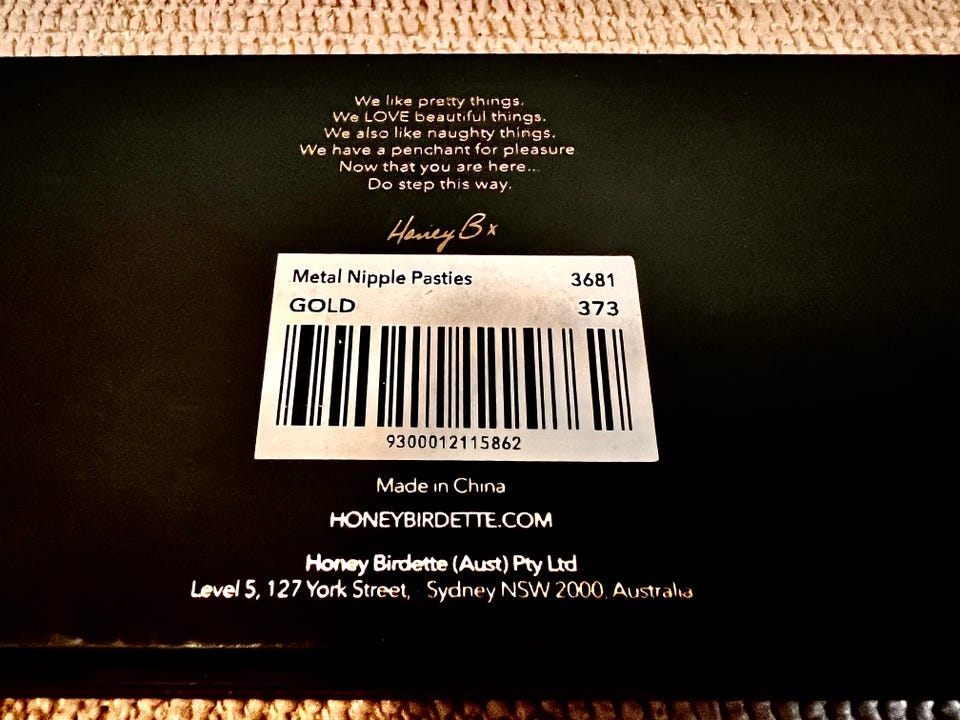 We like pretty things.
We LOVE beautiful things.
We also like naughty things.
We have a penchant for pleasure
Now that you are here...
Do step this way.
Honey B x
Metal Nipple Pasties 3681
GOLD 373
9300012115862
Made in China
HONEYBIRDETTE.COM
Honey Birdette (Aust) Pty Ltd
Level 5, 127 York Street, Sydney NSW 2000, Australia